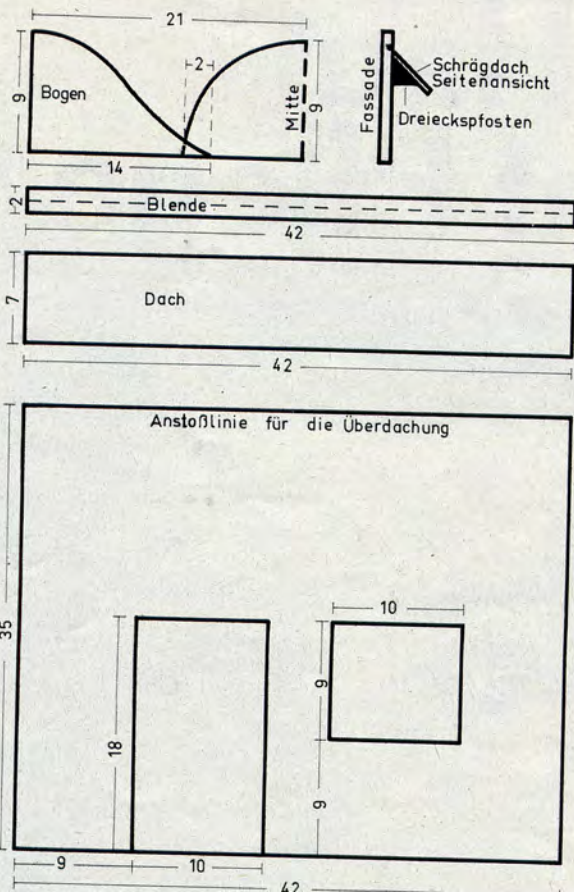 21
9
Bogen
2
Mitte
9
14
Fassade
Schrägdach
Seitenansicht
Dreieckspfosten
2
Blende
42
7
Dach
42
Anstoßlinie für die Überdachung
35
18
10
9
9
9
10
42